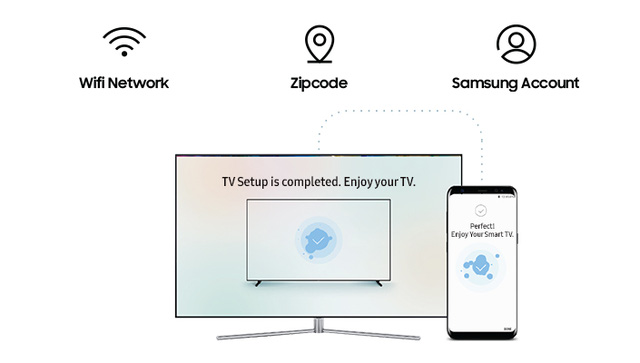 Wifi Network
Zipcode
Samsung Account
TV Setup is completed. Enjoy your TV.
Perfect!
Enjoy Your Smart TV.